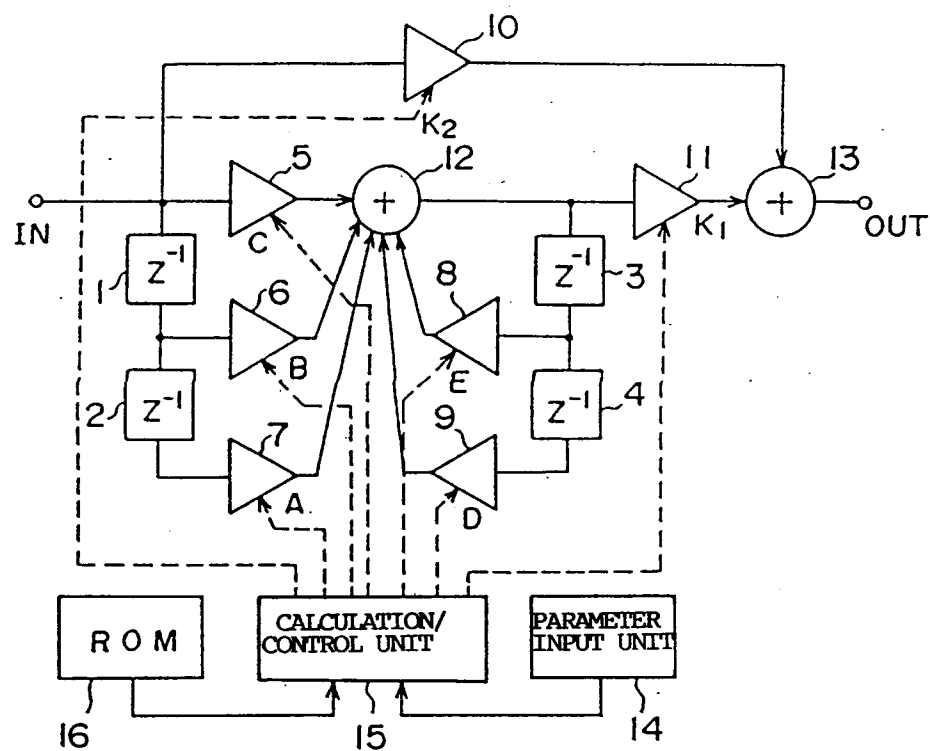 10
K2
5
12
11
13
IN
C
+
K1
+
OUT
1
Z⁻¹
6
8
Z⁻¹
3
B
E
2
Z⁻¹
7
9
Z⁻¹
4
A
D
ROM
CALCULATION/
CONTROL UNIT
PARAMETER
INPUT UNIT
16
15
14